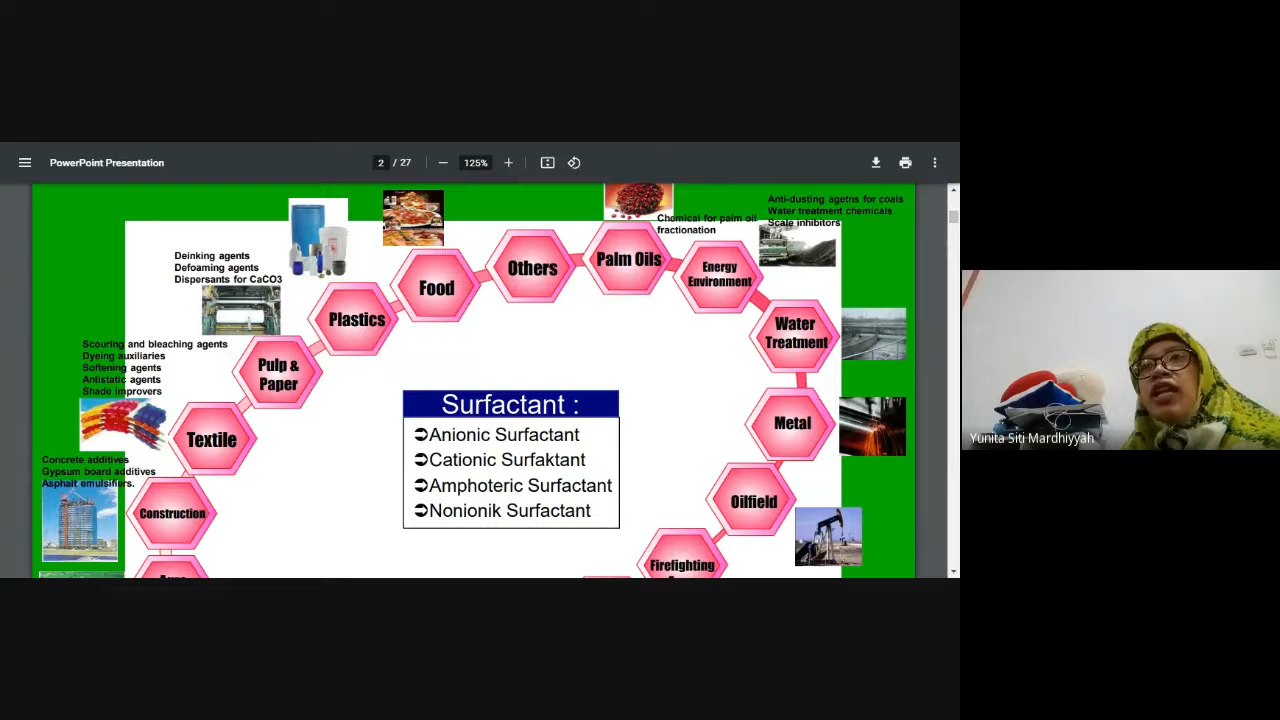 PowerPoint Presentation
2 / 27
125%
Anti-dusting agetns for coals
Water treatment chemicals
Scale inhibitors
Chemical for palm oil
fractionation
Deinking agents
Defoaming agents
Dispersants for CaCO3
Others
Palm Oils
Energy
Environment
Food
Plastics
Water
Treatment
Scouring and bleaching agents
Dyeing auxiliaries
Softening agents
Antistatic agents
Shade improvers
Pulp &
Paper
Surfactant :
Anionic Surfactant
Cationic Surfaktant
Amphoteric Surfactant
Nonionik Surfactant
Metal
Textile
Concrete additives
Gypsum board additives
Asphalt emulsifiers.
Construction
Oilfield
Firefighting
Yunita Siti Mardhiyyah